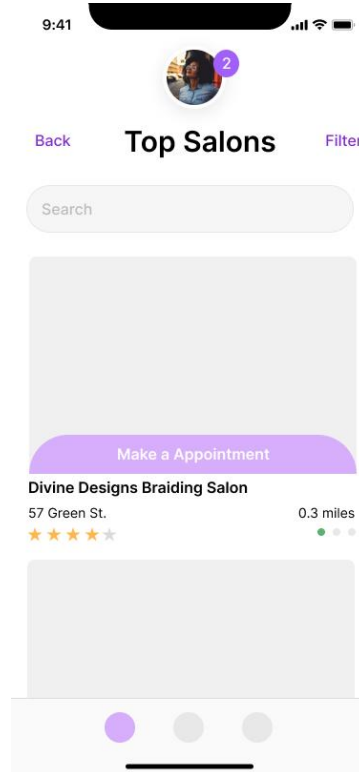 9:41
2
Back Top Salons Filter
Search
Make a Appointment
Divine Designs Braiding Salon
57 Green St. 0.3 miles